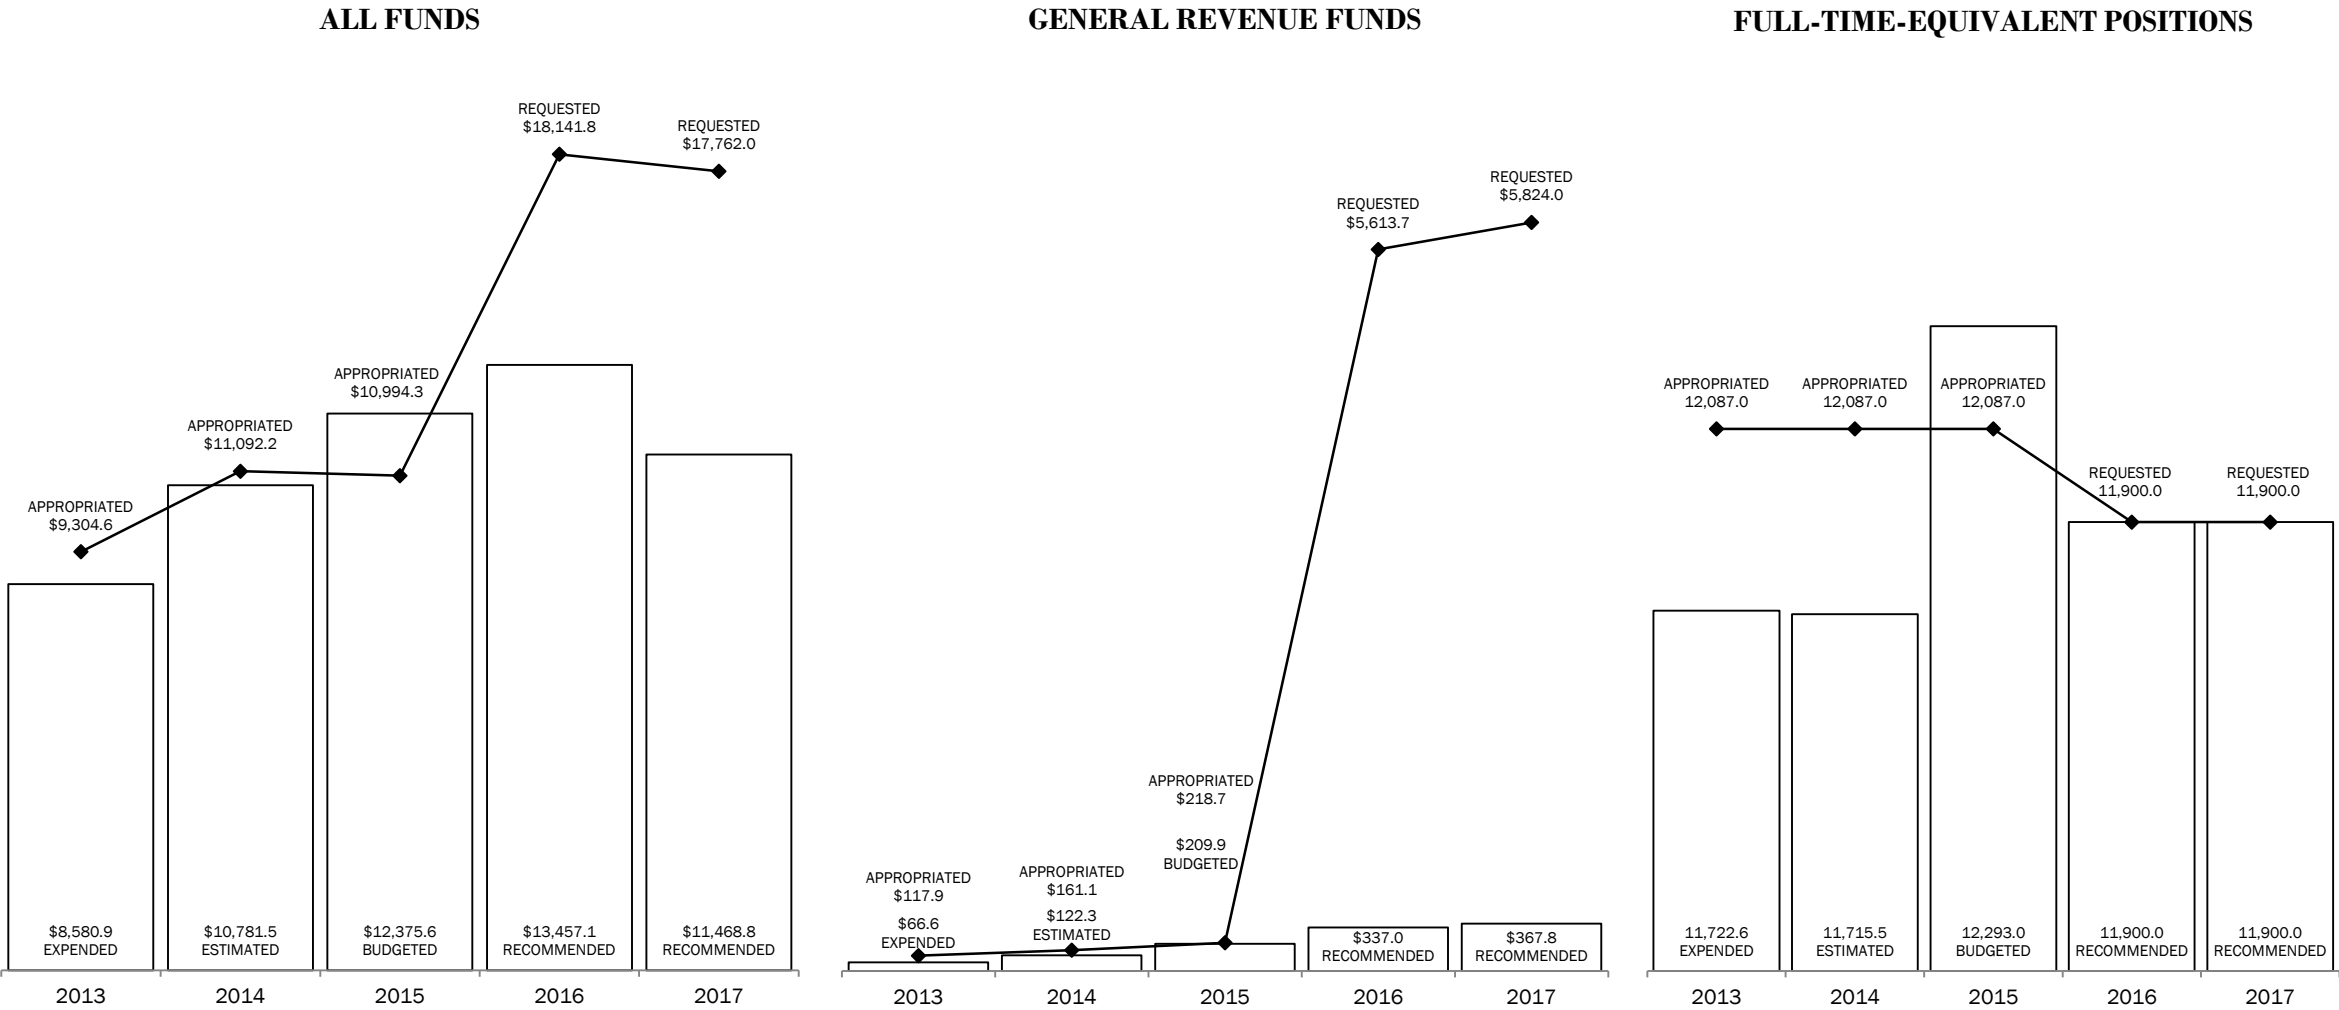 ALL FUNDS
REQUESTED
$18,141.8
REQUESTED
$17,762.0
APPROPRIATED
$10,994.3
APPROPRIATED
$11,092.2
APPROPRIATED
$9,304.6
$8,580.9
EXPENDED
$10,781.5
ESTIMATED
$12,375.6
BUDGETED
$13,457.1
RECOMMENDED
$11,468.8
RECOMMENDED
2013
2014
2015
2016
2017
GENERAL REVENUE FUNDS
REQUESTED
$5,824.0
REQUESTED
$5,613.7
APPROPRIATED
$218.7
$209.9
BUDGETED
APPROPRIATED
$117.9
APPROPRIATED
$161.1
$66.6
EXPENDED
$122.3
ESTIMATED
$337.0
RECOMMENDED
$367.8
RECOMMENDED
2013
2014
2015
2016
2017
FULL-TIME-EQUIVALENT POSITIONS
APPROPRIATED
12,087.0
APPROPRIATED
12,087.0
APPROPRIATED
12,087.0
REQUESTED
11,900.0
REQUESTED
11,900.0
11,722.6
EXPENDED
11,715.5
ESTIMATED
12,293.0
BUDGETED
11,900.0
RECOMMENDED
11,900.0
RECOMMENDED
2013
2014
2015
2016
2017